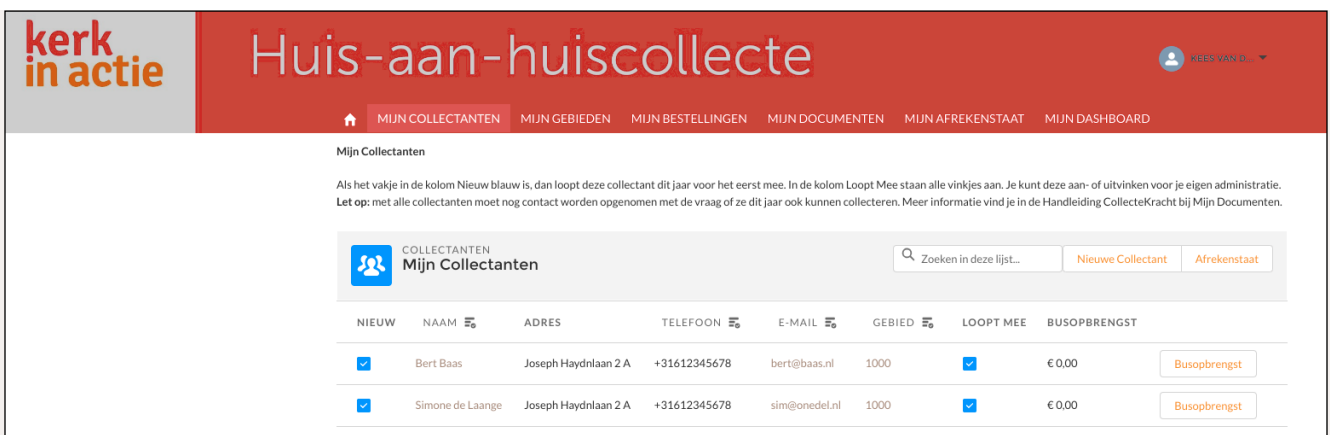 kerk
in actie
Huis-aan-huiscollecte
KEES VAN D... 
MIJN COLLECTANTEN MIJN GEBIEDEN MIJN BESTELLINGEN MIJN DOCUMENTEN MIJN AFREKENSTAAT MIJN DASHBOARD
Mijn Collectanten
Als het vakje in de kolom Nieuw blauw is, dan loopt deze collectant dit jaar voor het eerst mee. In de kolom Loopt Mee staan alle vinkjes aan. Je kunt deze aan- of uitvinken voor je eigen administratie.
Let op: met alle collectanten moet nog contact worden opgenomen met de vraag of ze dit jaar ook kunnen collecteren. Meer informatie vind je in de Handleiding CollecteKracht bij Mijn Documenten.
COLLECTANTEN
Mijn Collectanten
Zoeken in deze lijst... Nieuwe Collectant Afrekenstaat
NIEUW NAAM ADRES TELEFOON E-MAIL GEBIED LOOPT MEE BUSOPBRENGST
Bert Baas Joseph Haydnlaan 2 A +31612345678 bert@baas.nl 1000 € 0,00 Busopbrengst
Simone de Laange Joseph Haydnlaan 2 A +31612345678 sim@onedel.nl 1000 € 0,00 Busopbrengst